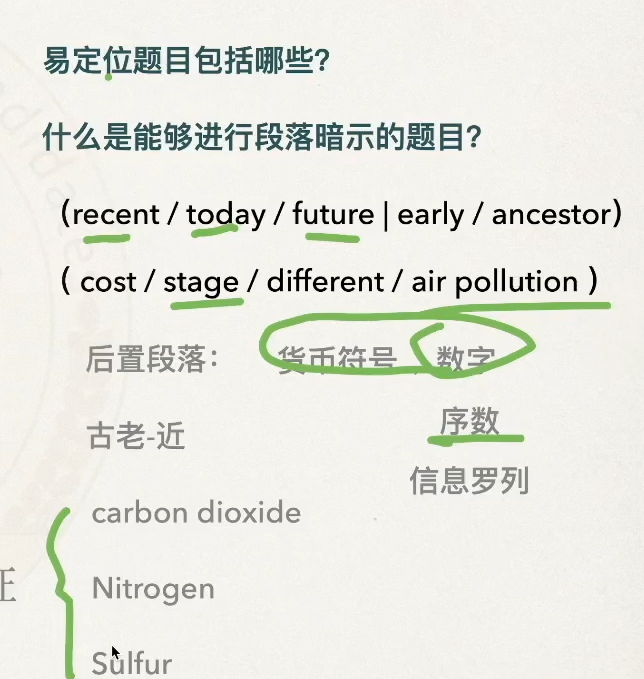 易定位题目包括哪些?
什么是能够进行段落暗示的题目?
(recent / today / future | early / ancestor)
( cost / stage / different / air pollution )
后置段落: 货币符号 数字
古老-近 序数
信息罗列
carbon dioxide
Nitrogen
Sulfur